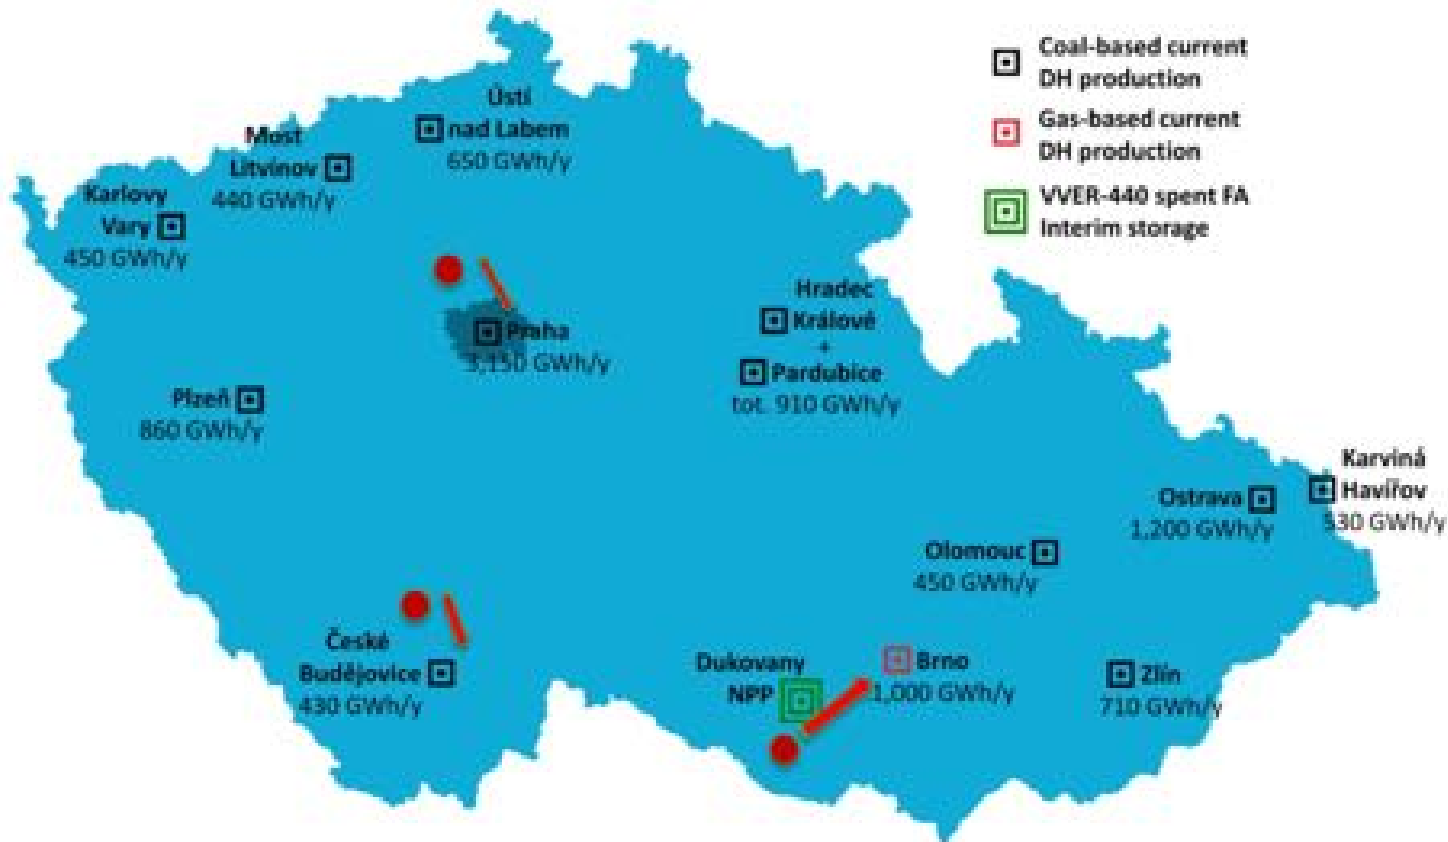 Coal-based current
DH production
Gas-based current
DH production
VVER-440 spent FA
Interim storage
Ústí
nad Labem
650 GWh/y
Most
Litvínov
440 GWh/y
Karlovy
Vary
450 GWh/y
Praha
3,150 GWh/y
Hradec
Králové
+
Pardubice
tot. 910 GWh/y
Plzeň
860 GWh/y
Karviná
Havířov
530 GWh/y
Ostrava
1,200 GWh/y
Olomouc
450 GWh/y
České
Budějovice
430 GWh/y
Dukovany
NPP
Brno
1,000 GWh/y
Zlín
710 GWh/y